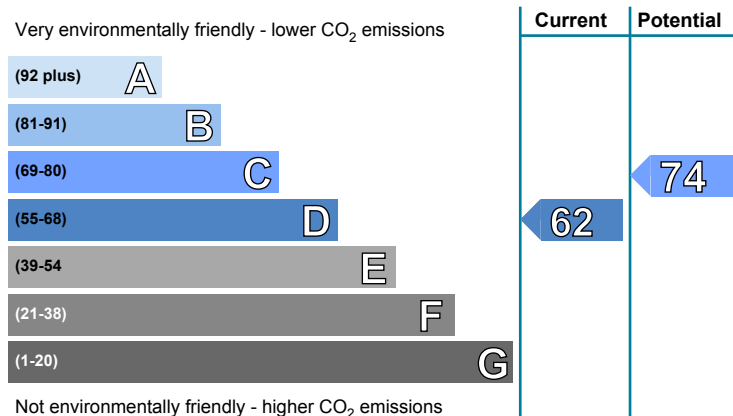 Very environmentally friendly - lower CO2 emissions Current Potential
(92 plus) A
(81-91) B
(69-80) C 74
(55-68) D 62
(39-54 E
(21-38) F
(1-20) G
Not environmentally friendly - higher CO2 emissions